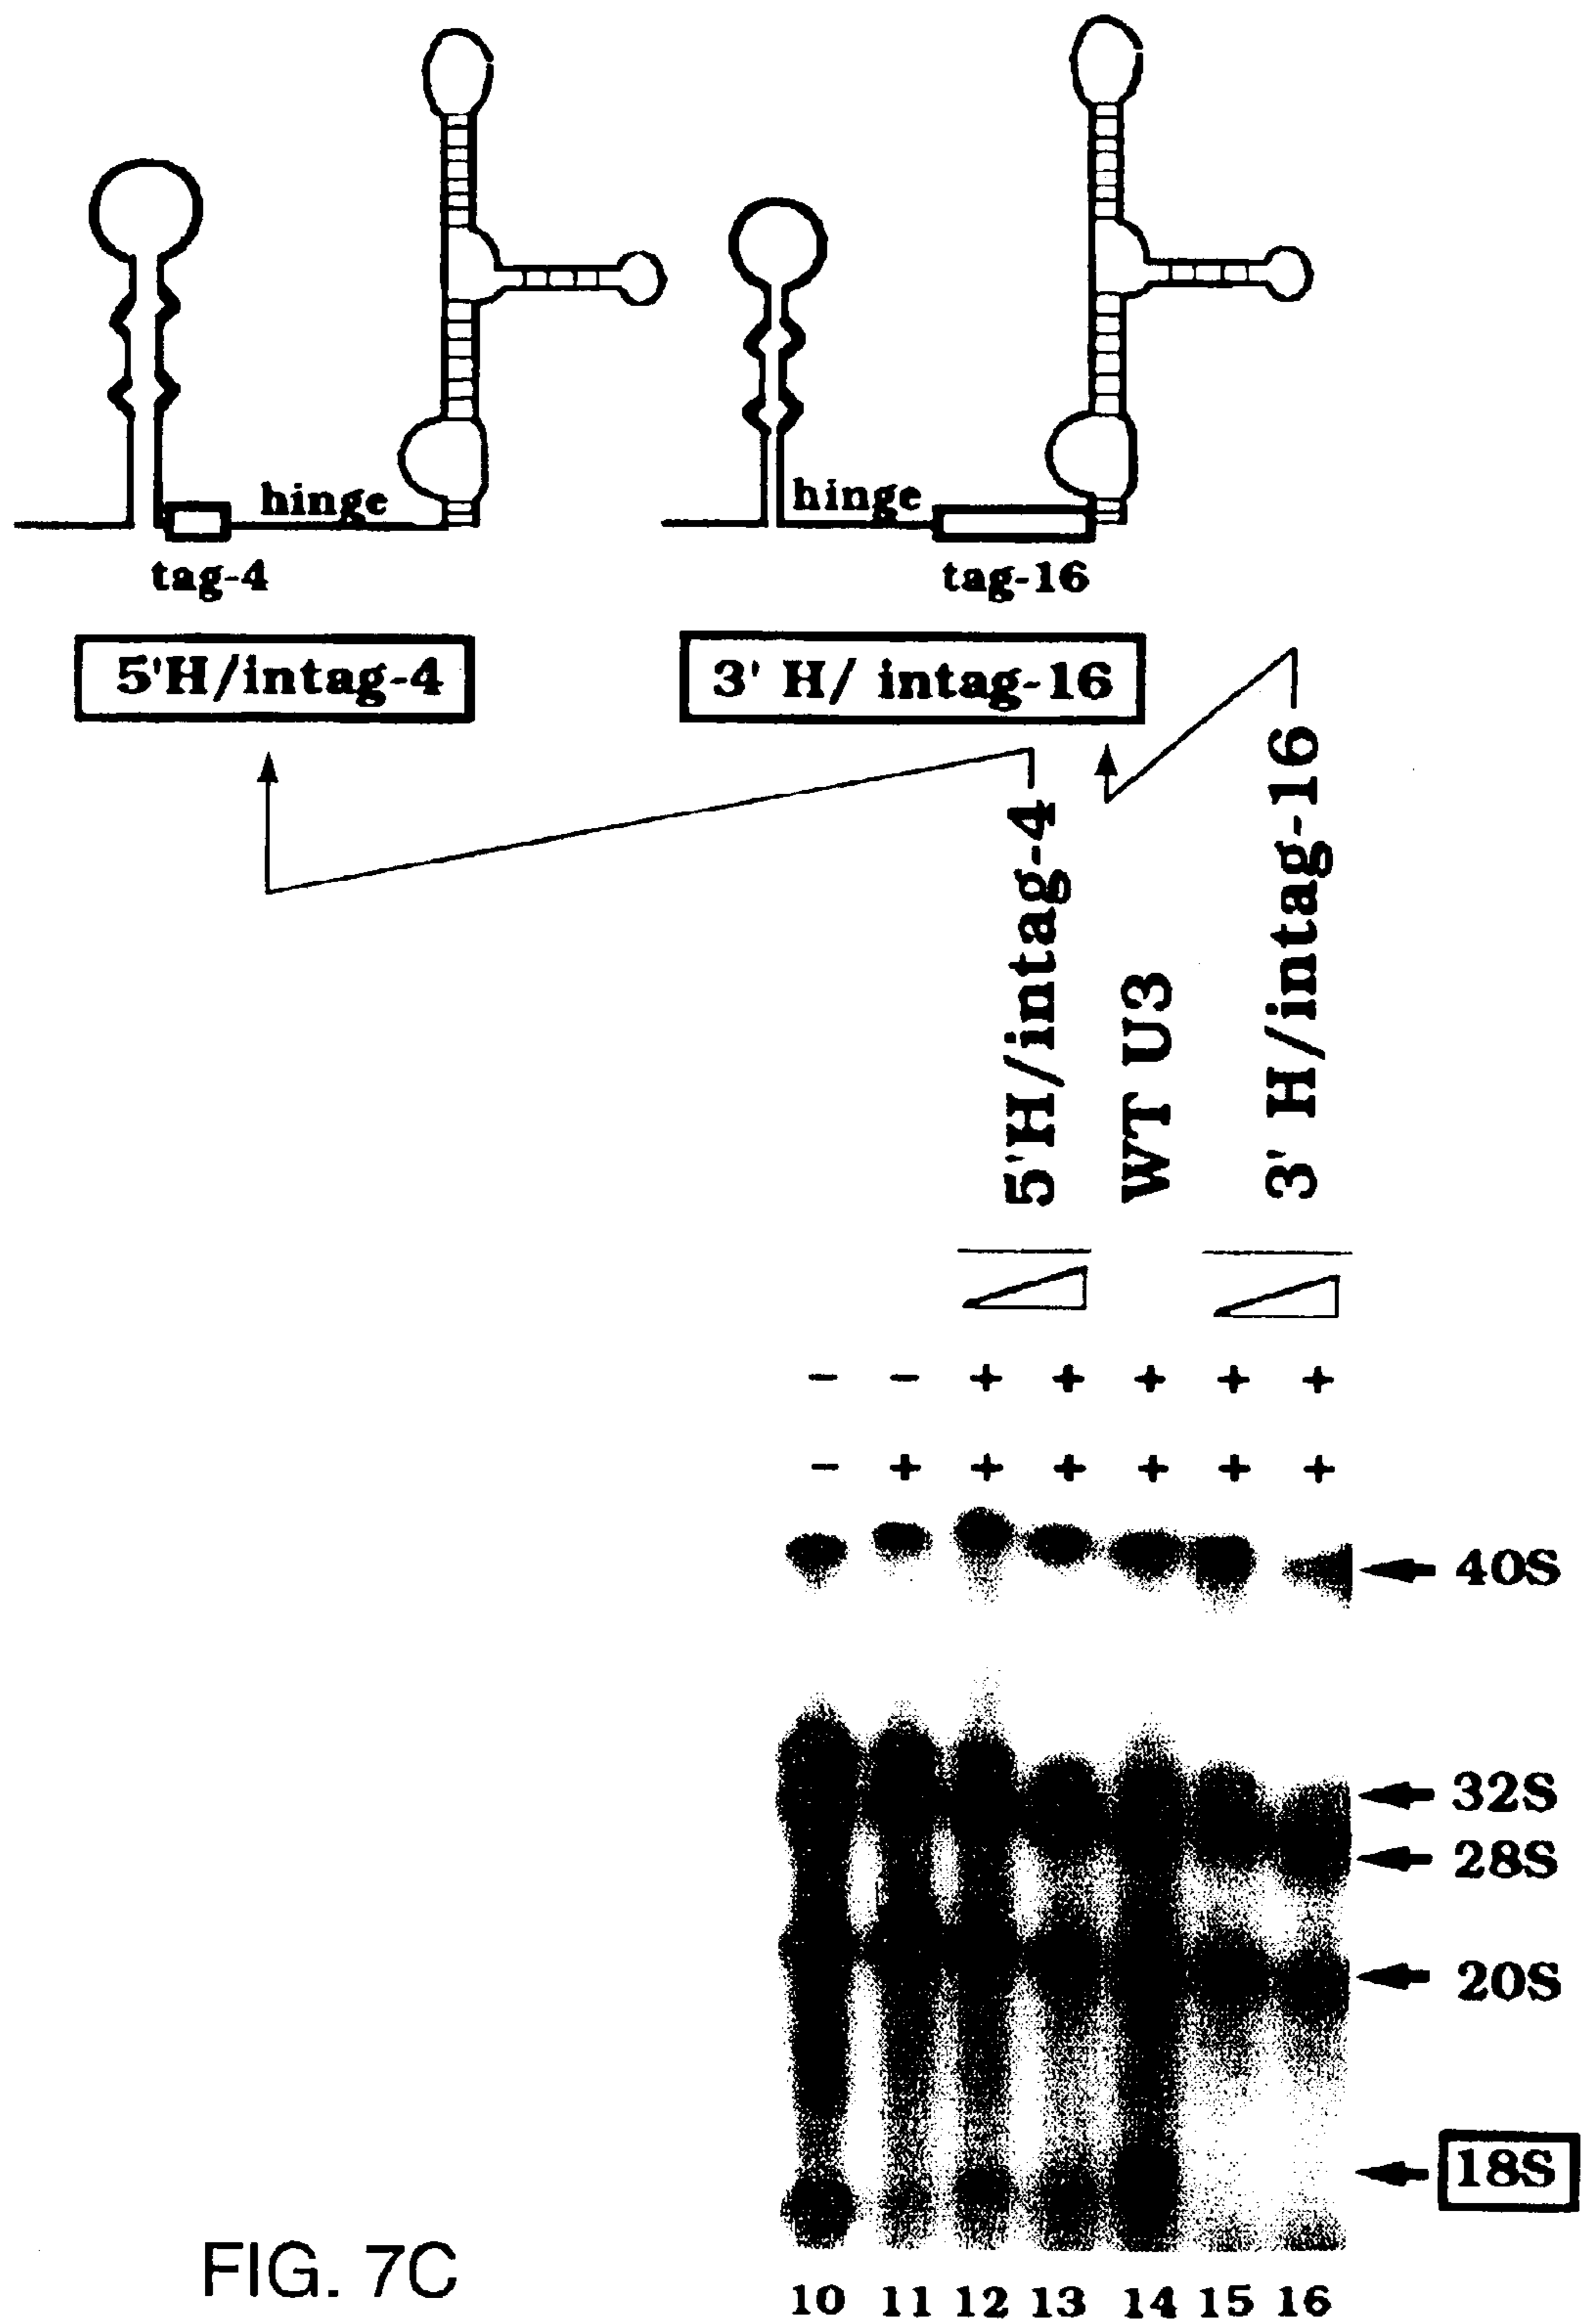 hinge
hinge
tag-4
tag-16
5'H/intag-4
3' H/ intag-16
5'H/intag-4
WT U3
3' H/intag-16
- - + + + + +
- + + + + + +
40S
32S
28S
20S
18S
10 11 12 13 14 15 16
FIG. 7C